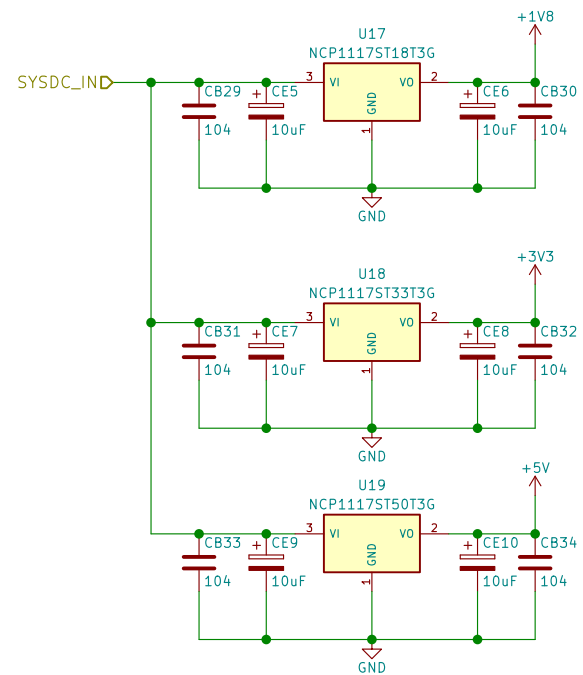 +1V8
U17
NCP1117ST18T3G
SYSDC_IN
3 VI VO 2
CB29 + CE5 GND + CE6 CB30
104 10uF 1 10uF 104
GND
+3V3
U18
NCP1117ST33T3G
3 VI VO 2
CB31 + CE7 GND + CE8 CB32
104 10uF 1 10uF 104
GND
+5V
U19
NCP1117ST50T3G
3 VI VO 2
CB33 + CE9 GND + CE10 CB34
104 10uF 1 10uF 104
GND